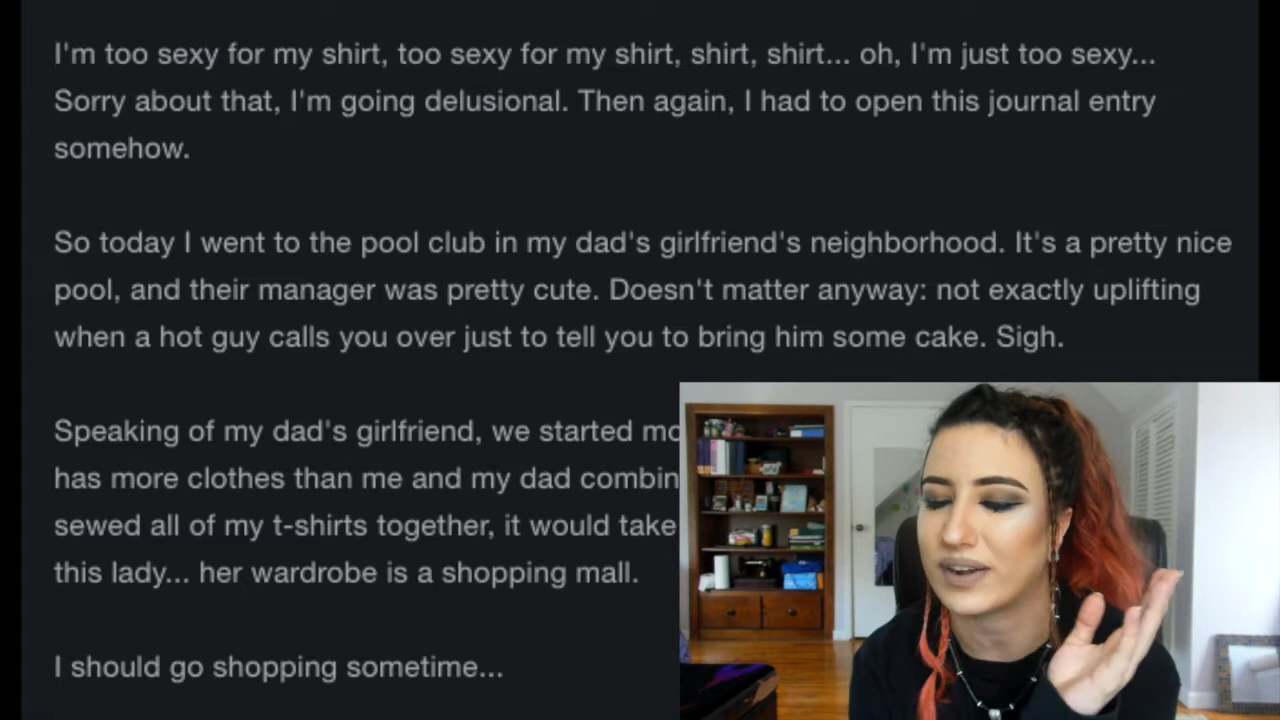 I'm too sexy for my shirt, too sexy for my shirt, shirt, shirt... oh, I'm just too sexy...
Sorry about that, I'm going delusional. Then again, I had to open this journal entry
somehow.
So today I went to the pool club in my dad's girlfriend's neighborhood. It's a pretty nice
pool, and their manager was pretty cute. Doesn't matter anyway: not exactly uplifting
when a hot guy calls you over just to tell you to bring him some cake. Sigh.
Speaking of my dad's girlfriend, we started
has more clothes than me and my dad
sewed all of my t-shirts together, it would take
this lady... her wardrobe is a shopping mall.
I should go shopping sometime...